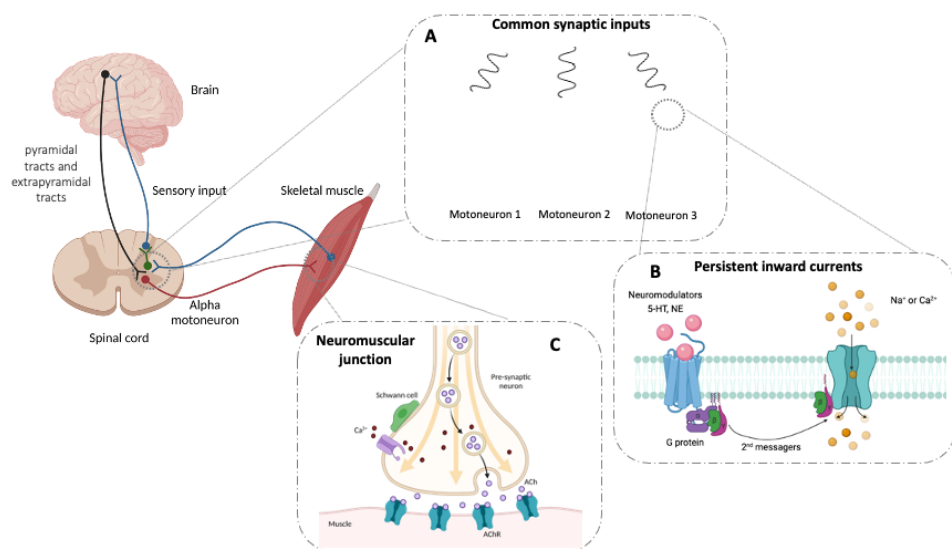 A
Common synaptic inputs
Motoneuron 1
Motoneuron 2
Motoneuron 3
Brain
pyramidal
tracts and
extrapyramidal
tracts
Sensory input
Skeletal muscle
Alpha
motoneuron
Spinal cord
B
Persistent inward currents
Neuromodulators
5-HT, NE
Na⁺ or Ca²⁺
G protein
2ⁿᵈ messagers
Neuromuscular
junction
C
Pre-synaptic
neuron
Schwann cell
Ca²⁺
ACh
Muscle
AChR